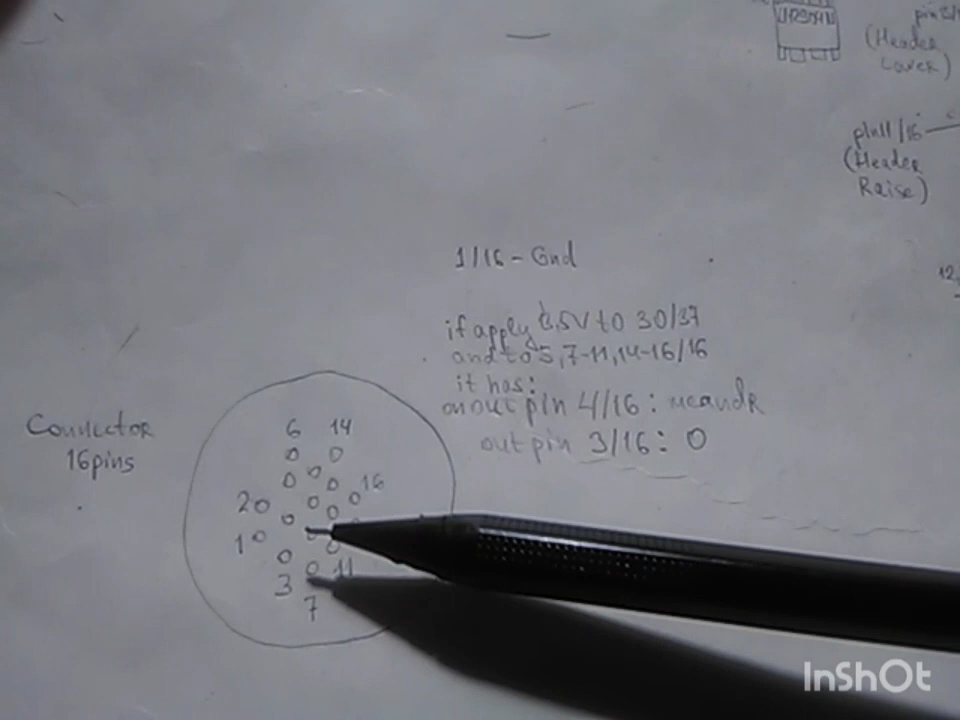 (Header
Lower)
pin11/16
(Header
Raise)
1/16 - Gnd
if apply 8,5V to 30/37
and to 5,7-11,14-16/16
it has:
on out pin 4/16: meandr
out pin 3/16: 0
Connector
16pins
6 14
16
2
1
11
3
7
InShOt